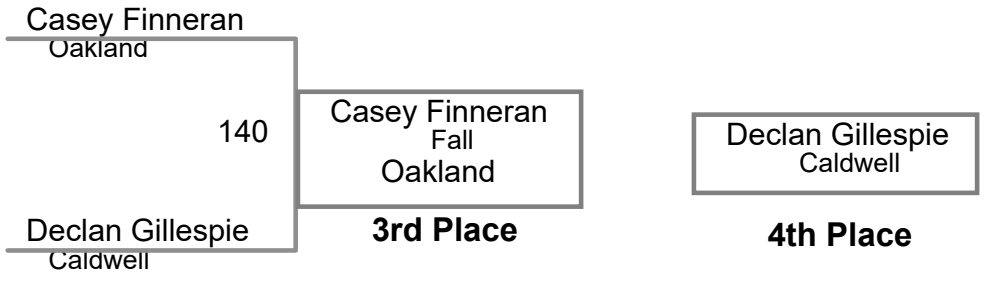 Casey Finneran
Oakland
140
Casey Finneran
Fall
Oakland
3rd Place
Declan Gillespie
Caldwell
Declan Gillespie
Caldwell
4th Place